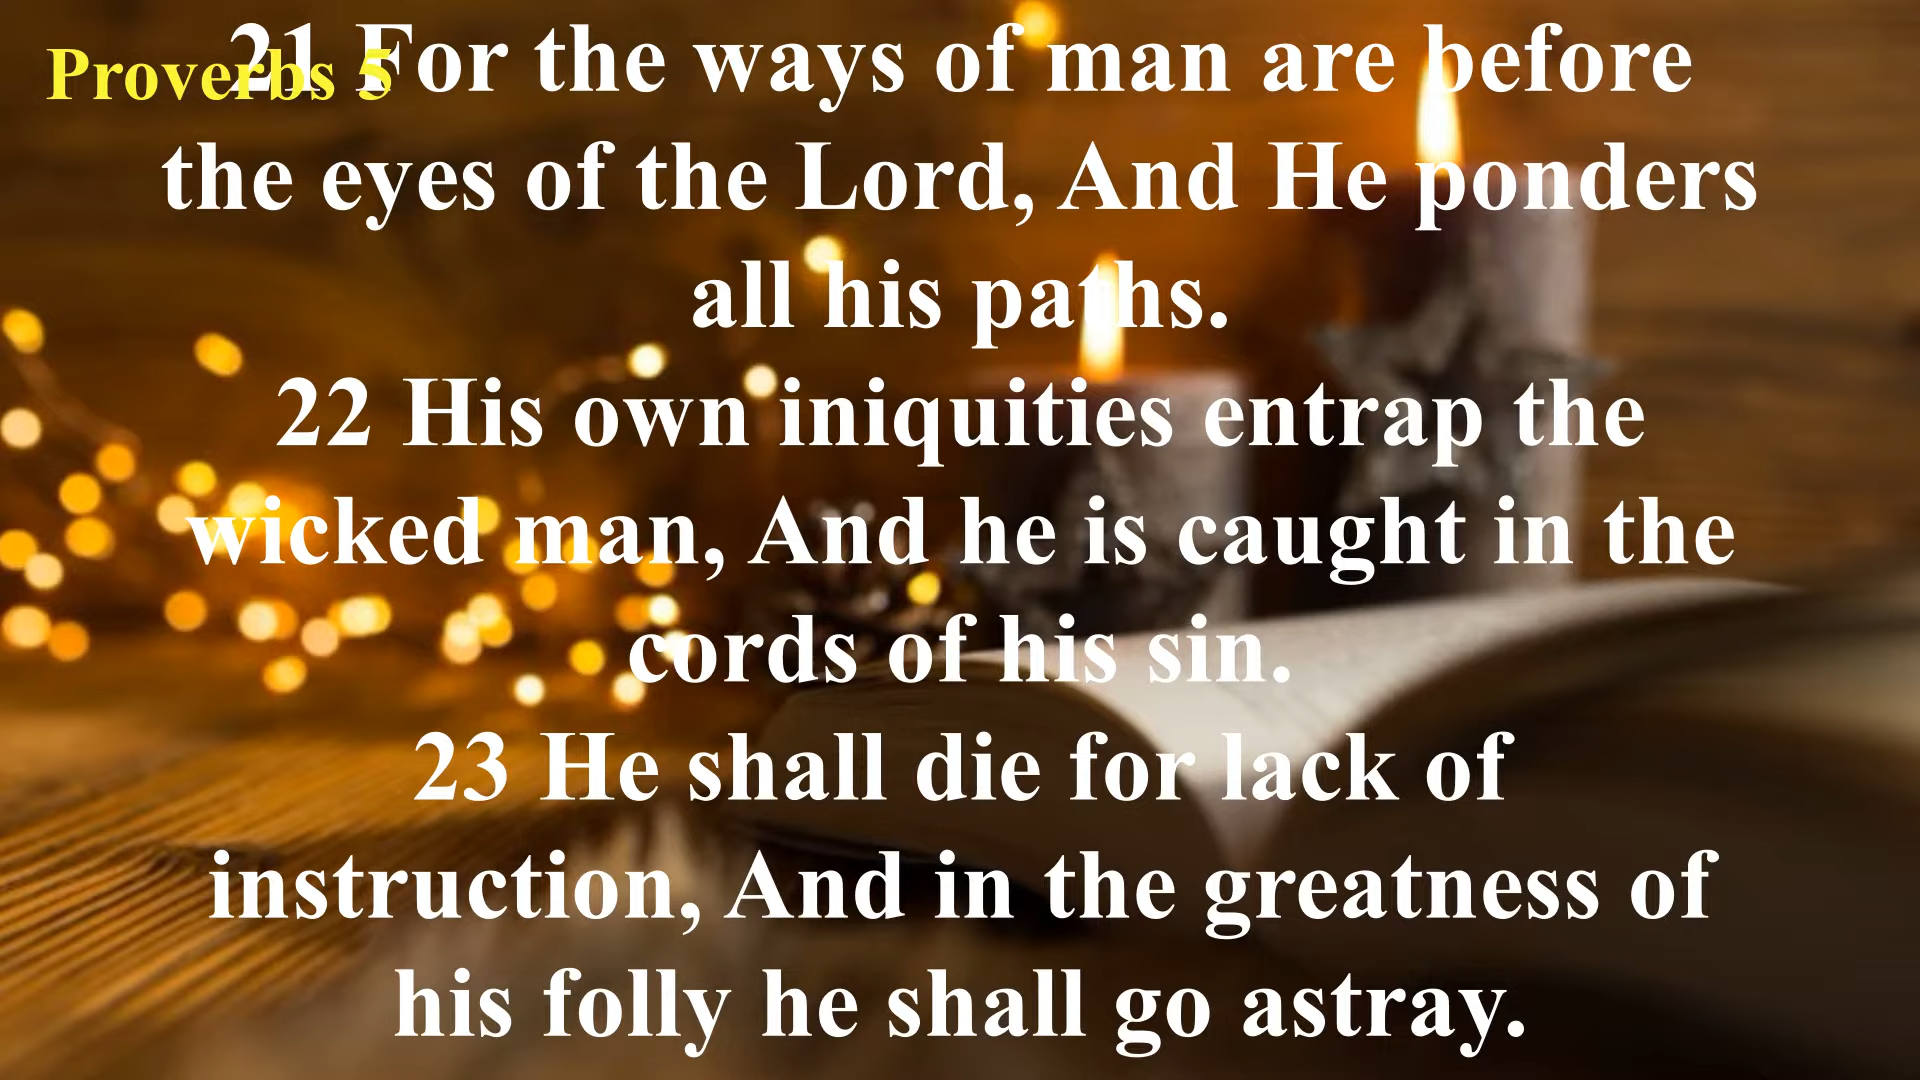 Proverbs 5
21 For the ways of man are before
the eyes of the Lord, And He ponders
all his paths.
22 His own iniquities entrap the
wicked man, And he is caught in the
cords of his sin.
23 He shall die for lack of
instruction, And in the greatness of
his folly he shall go astray.